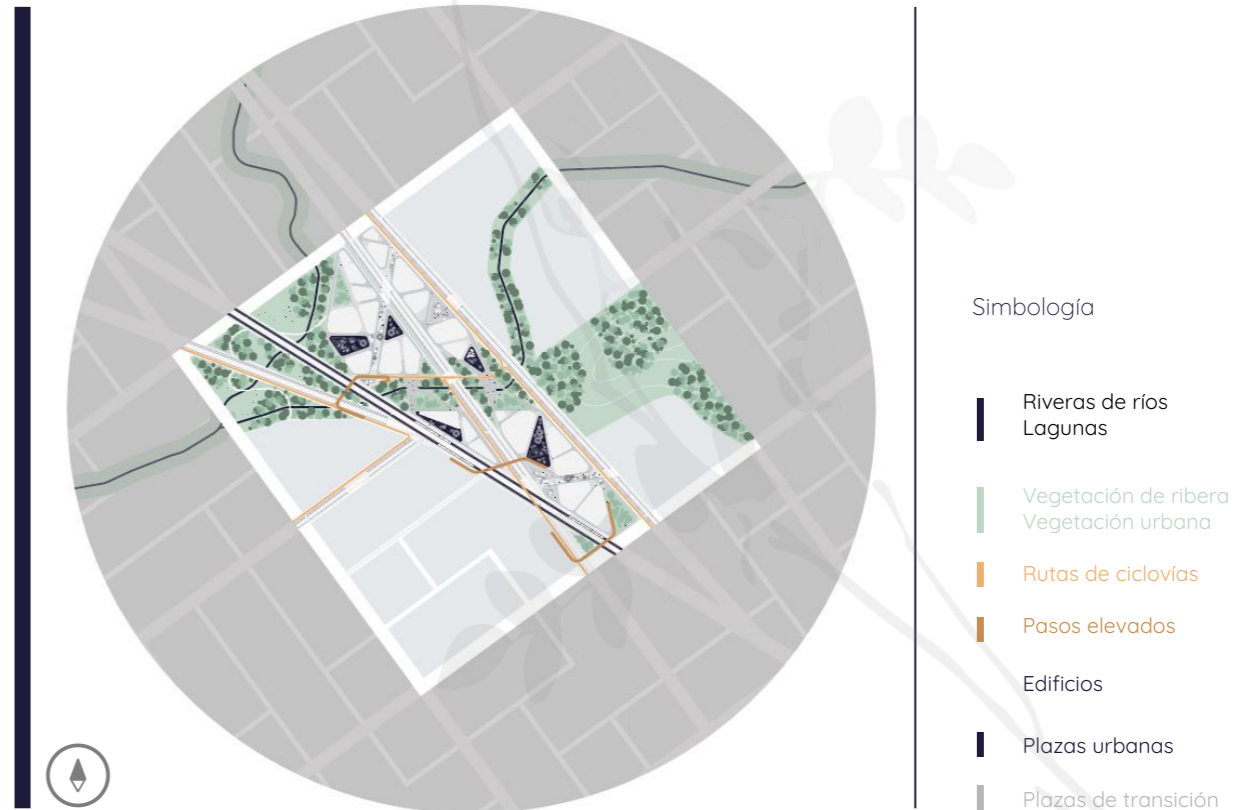 Simbología
Riveras de ríos
Lagunas
Vegetación de ribera
Vegetación urbana
Rutas de ciclovías
Pasos elevados
Edificios
Plazas urbanas
Plazas de transición